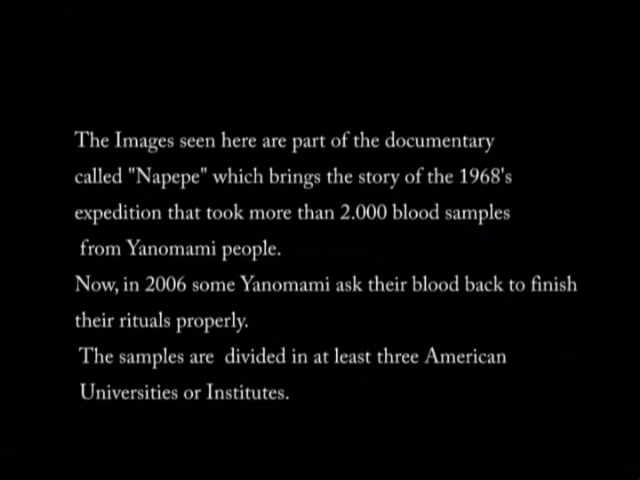 The Images seen here are part of the documentary
called "Napepe" which brings the story of the 1968's
expedition that took more than 2.000 blood samples
from Yanomami people.
Now, in 2006 some Yanomami ask their blood back to finish
their rituals properly.
The samples are divided in at least three American
Universities or Institutes.